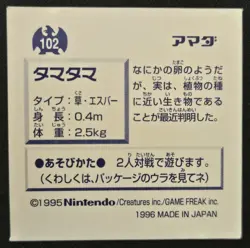 102
アマダ
タマタマ
タイプ:草・エスパー
身長:0.4m
体重:2.5kg
なにかの卵のようだ
が、実は、植物の種
に近い生き物である
ことが最近判明した。
●あそびかた● 2人対戦で遊びます。
(くわしくは、パッケージのウラを見てネ)
©1995 Nintendo/Creatures inc./GAME FREAK inc.
1996 MADE IN JAPAN